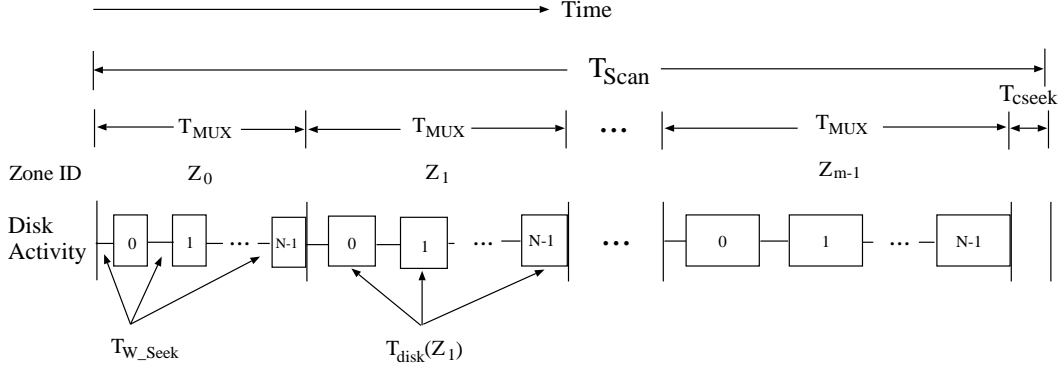 Time
T_Scan
T_cseek
T_MUX T_MUX ... T_MUX
Zone ID Z_0 Z_1 Z_m-1
Disk
Activity
0 1 ... N-1 0 1 ... N-1 ... 0 1 ... N-1
T_W_Seek T_disk(Z_1)